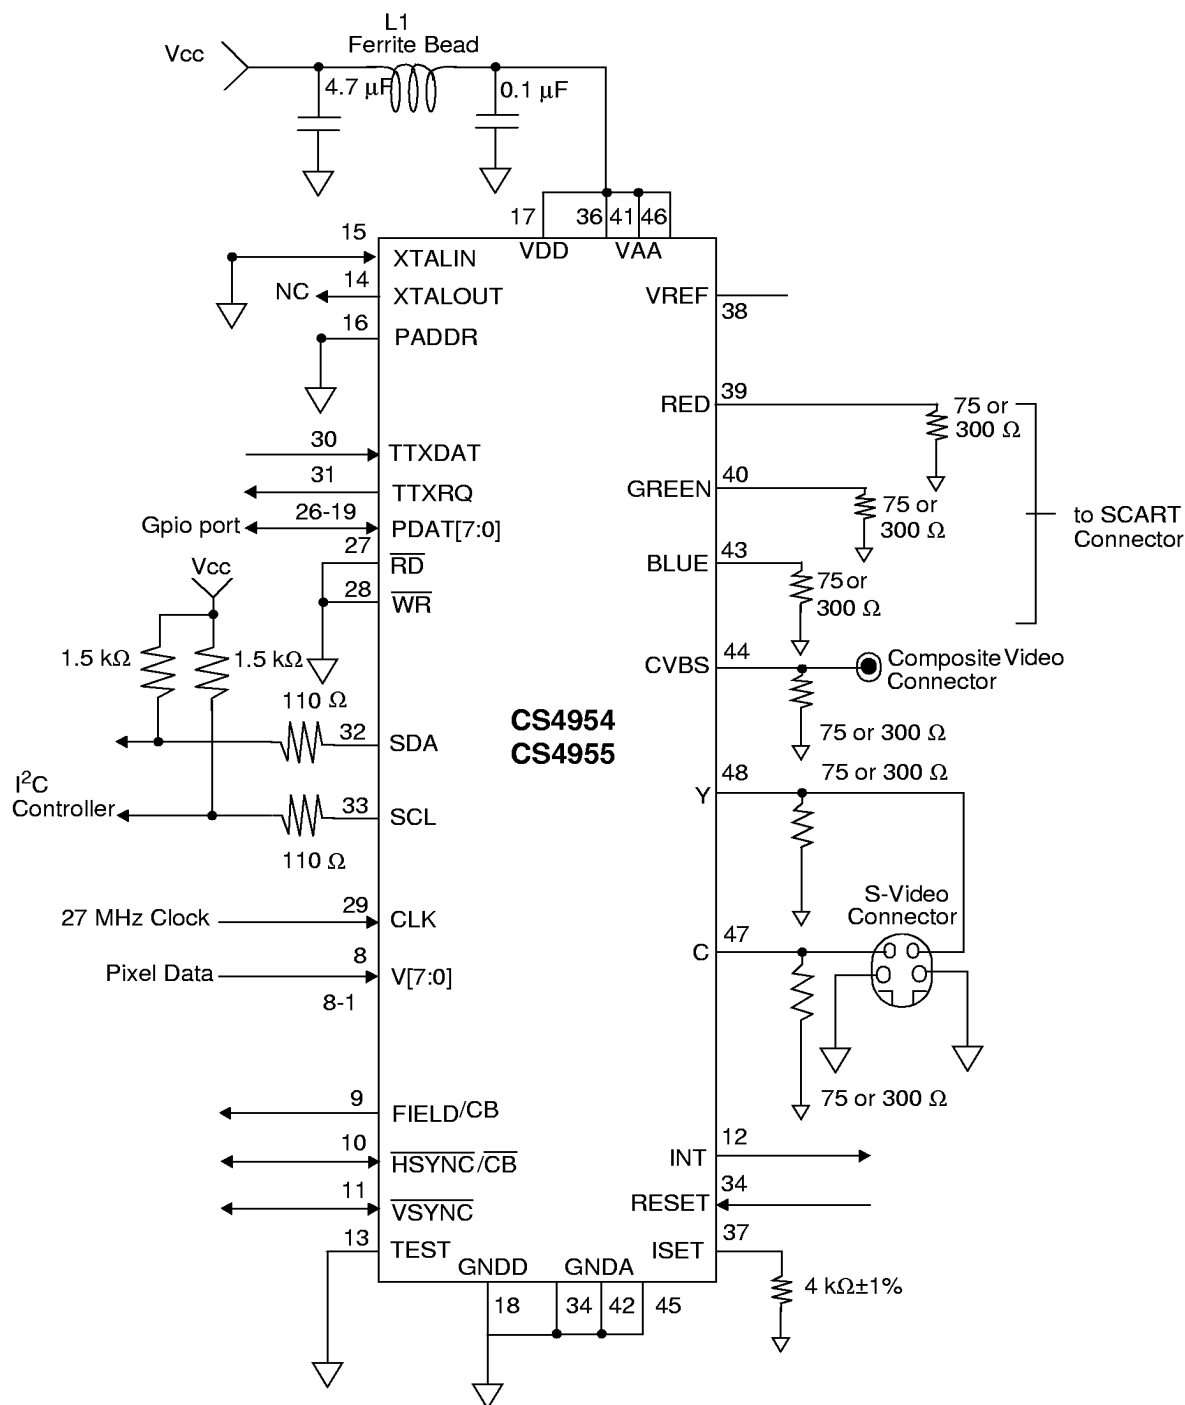 L1
Ferrite Bead
Vcc
4.7 µF
0.1 µF
17
36
41
46
VDD
VAA
15
XTALIN
14
NC
XTALOUT
16
PADDR
VREF
38
39
RED
75 or
300 Ω
30
TTXDAT
31
TTXRQ
26-19
Gpio port
PDAT[7:0]
27
RD
28
WR
40
GREEN
75 or
300 Ω
to SCART
Connector
43
BLUE
75 or
300 Ω
Vcc
1.5 kΩ
1.5 kΩ
44
CVBS
Composite Video
Connector
75 or 300 Ω
110 Ω
32
SDA
CS4954
CS4955
I²C
Controller
33
SCL
110 Ω
48
75 or 300 Ω
Y
S-Video
Connector
29
27 MHz Clock
CLK
8
Pixel Data
V[7:0]
8-1
47
C
75 or 300 Ω
9
FIELD/CB
10
HSYNC/CB
11
VSYNC
13
TEST
12
INT
34
RESET
37
ISET
4 kΩ±1%
GNDD
GNDA
18
34
42
45